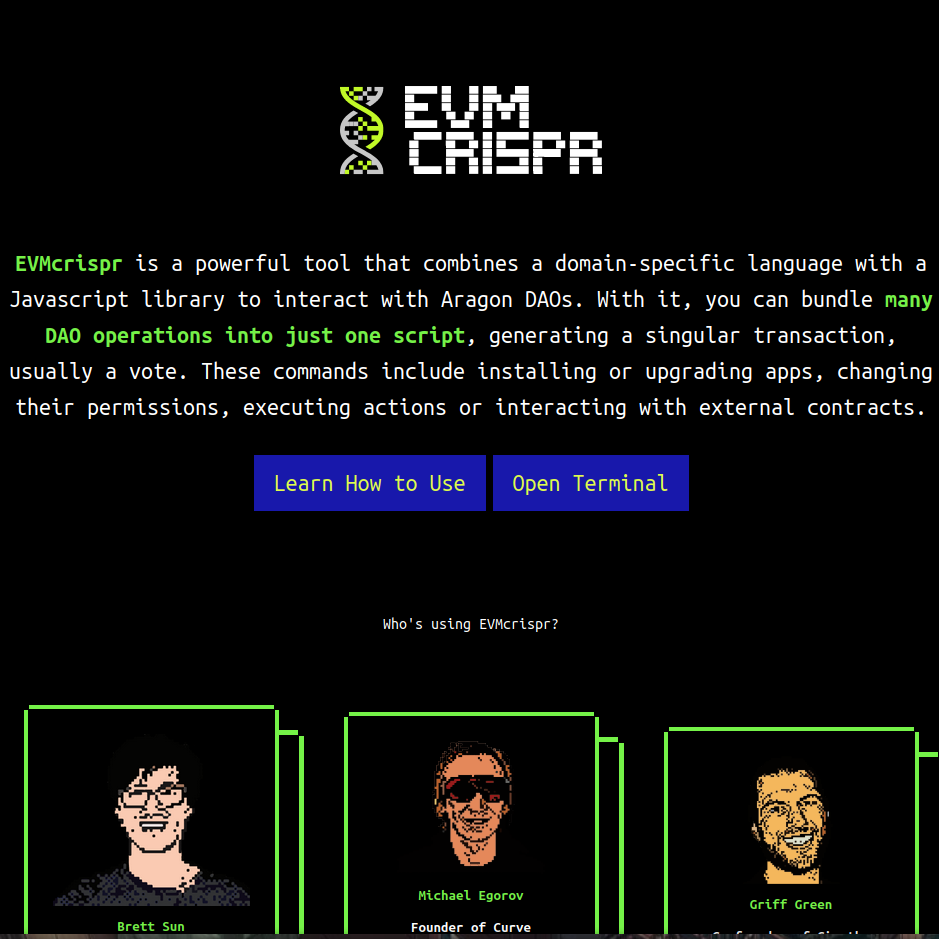 EVM
CRISPR
EVMcrispr is a powerful tool that combines a domain-specific language with a
Javascript library to interact with Aragon DAOs. With it, you can bundle many
DAO operations into just one script, generating a singular transaction,
usually a vote. These commands include installing or upgrading apps, changing
their permissions, executing actions or interacting with external contracts.
Learn How to Use
Open Terminal
Who's using EVMcrispr?
Michael Egorov
Griff Green
Brett Sun
Founder of Curve